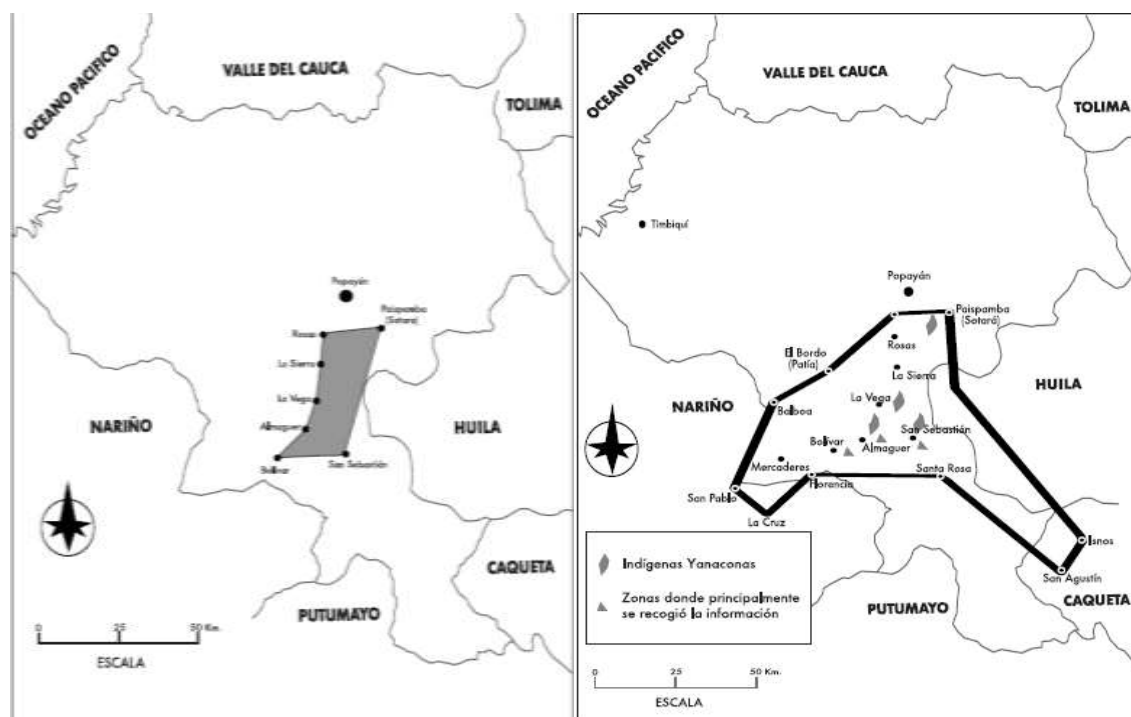 OCEANO PACIFICO
VALLE DEL CAUCA
TOLIMA
Popayán
Paispamba
(Sotará)
Rosas
La Sierra
La Vega
Almaguer
Bolívar
San Sebastián
NARIÑO
HUILA
CAQUETA
PUTUMAYO
0 25 50 Km.
ESCALA
OCEANO PACIFICO
VALLE DEL CAUCA
TOLIMA
Timbiquí
Popayán
Paispamba
(Sotará)
Rosas
El Bordo
(Patía)
La Sierra
HUILA
NARIÑO
La Vega
Balboa
San Sebastián
Bolívar
Almaguer
Mercaderes
Santa Rosa
San Pablo
Florencia
La Cruz
Isnos
San Agustín
CAQUETA
PUTUMAYO
Indígenas Yanaconas
Zonas donde principalmente
se recogió la información
0 25 50 Km.
ESCALA